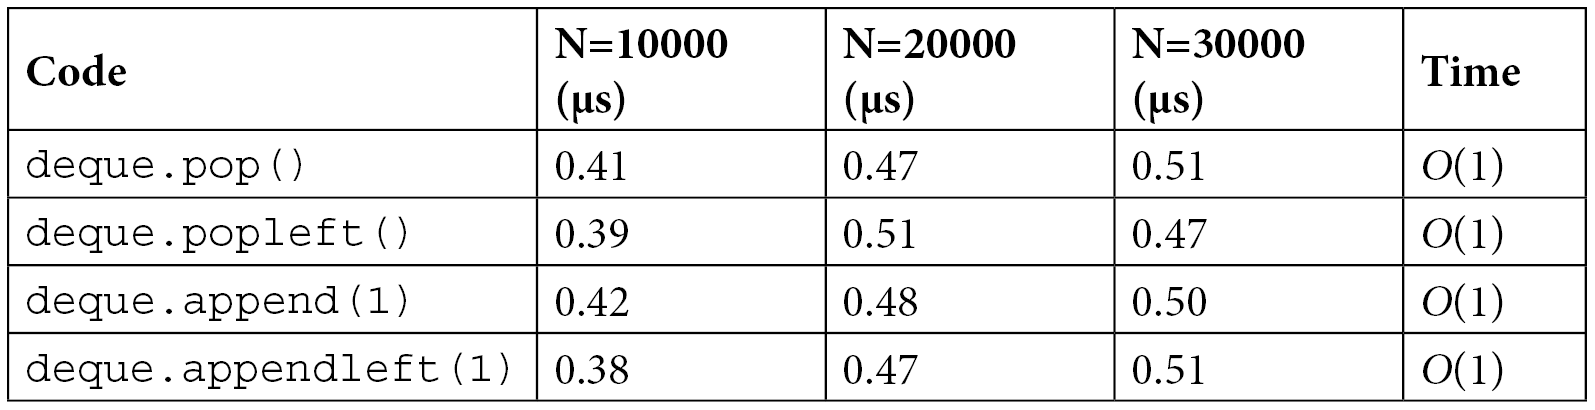 Code N=10000 (µs) N=20000 (µs) N=30000 (µs) Time
deque.pop() 0.41 0.47 0.51 O(1)
deque.popleft() 0.39 0.51 0.47 O(1)
deque.append(1) 0.42 0.48 0.50 O(1)
deque.appendleft(1) 0.38 0.47 0.51 O(1)